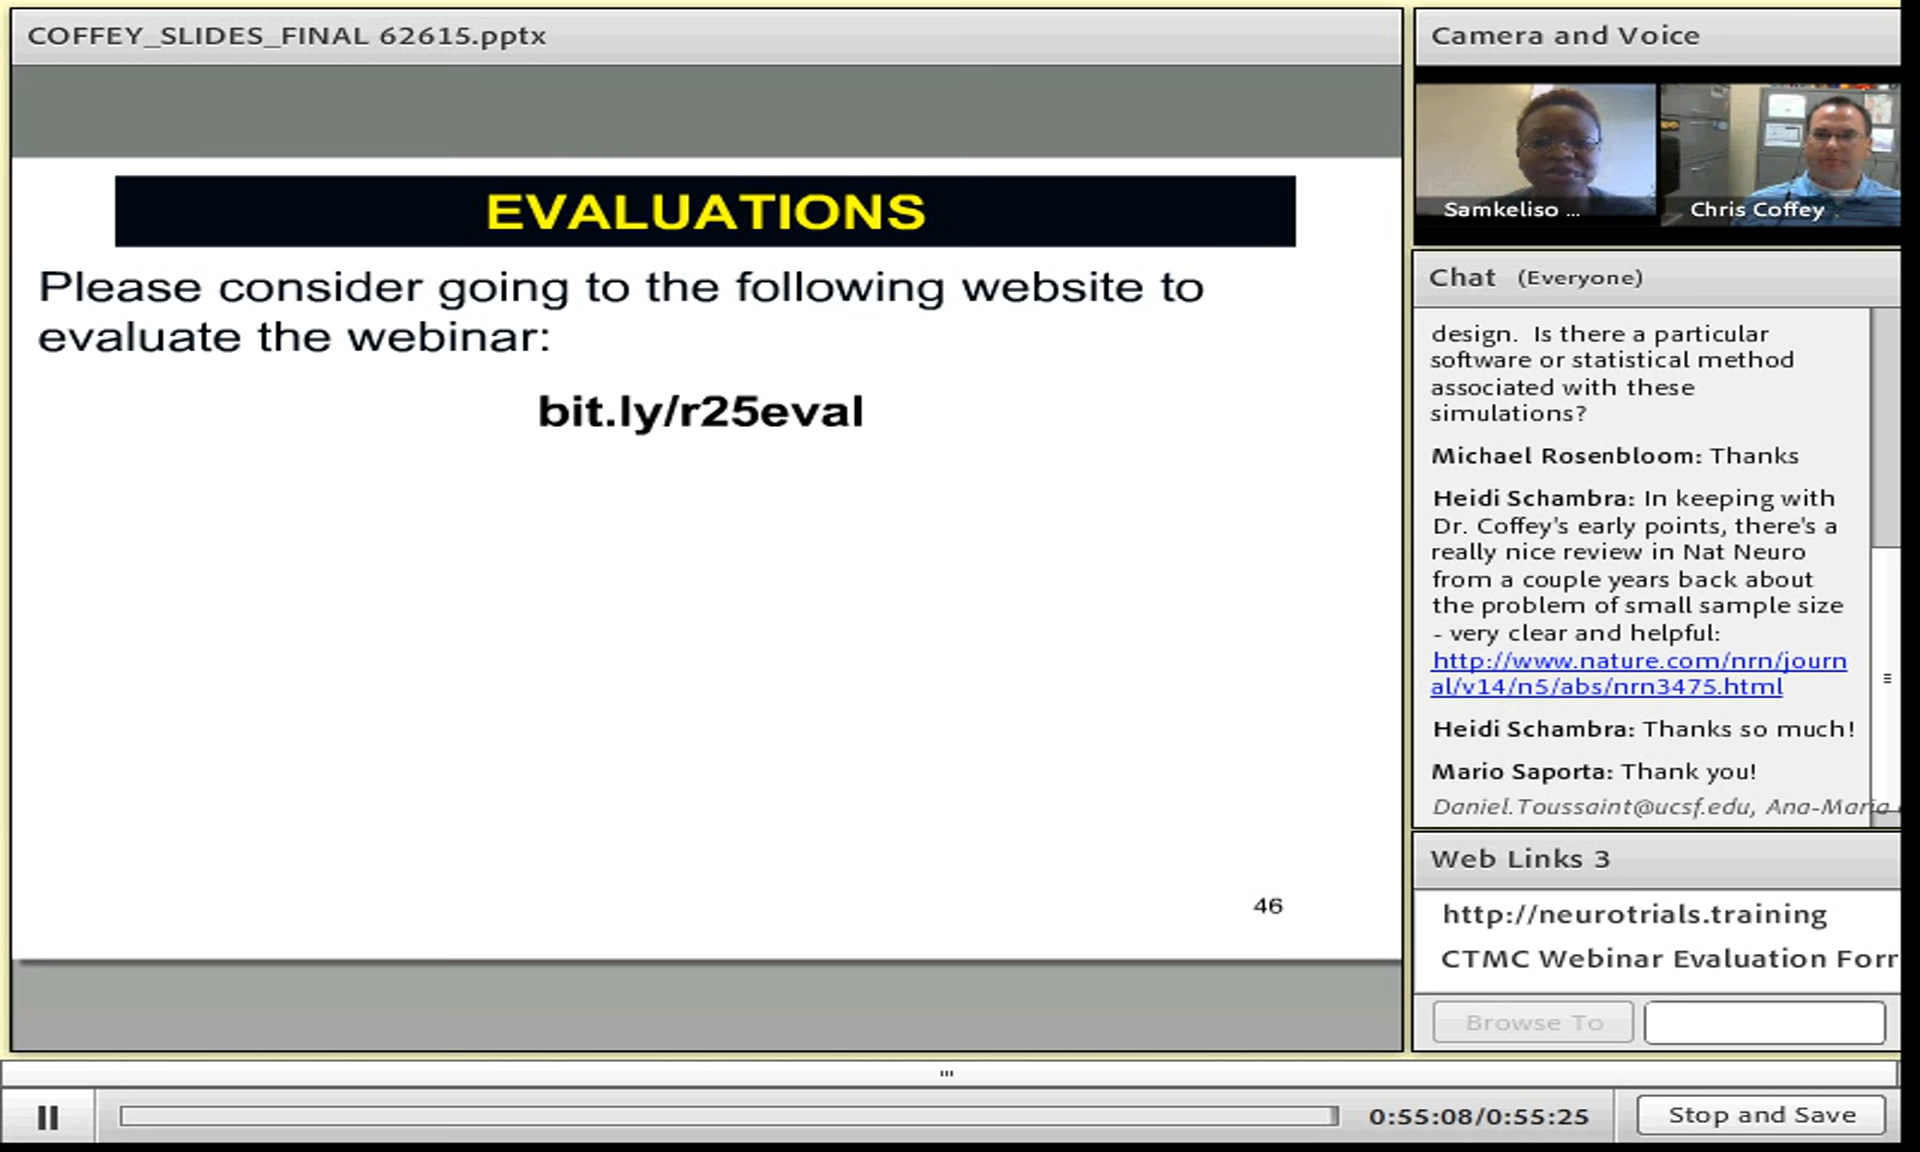 COFFEY_SLIDES_FINAL 62615.pptx
EVALUATIONS
Please consider going to the following website to
evaluate the webinar:
bit.ly/r25eval
46
Camera and Voice
Samkeliso ...
Chris Coffey
Chat (Everyone)
design. Is there a particular
software or statistical method
associated with these
simulations?
Michael Rosenbloom: Thanks
Heidi Schambra: In keeping with
Dr. Coffey's early points, there's a
really nice review in Nat Neuro
from a couple years back about
the problem of small sample size
- very clear and helpful:
http://www.nature.com/nrn/journ
al/v14/n5/abs/nrn3475.html
Heidi Schambra: Thanks so much!
Mario Saporta: Thank you!
Daniel.Toussaint@ucsf.edu, Ana-Maria
Web Links 3
http://neurotrials.training
CTMC Webinar Evaluation Forr
Browse To
0:55:08/0:55:25
Stop and Save